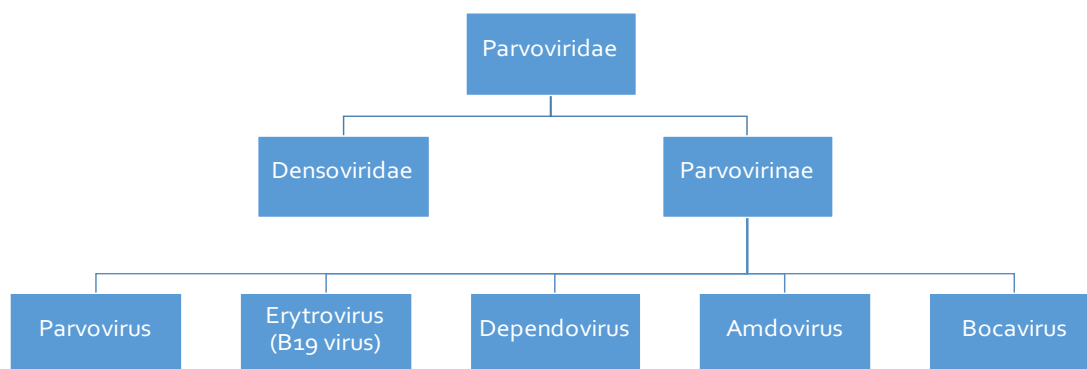 Parvoviridae
Densoviridae
Parvovirinae
Parvovirus
Erytrovirus
(B19 virus)
Dependovirus
Amdovirus
Bocavirus